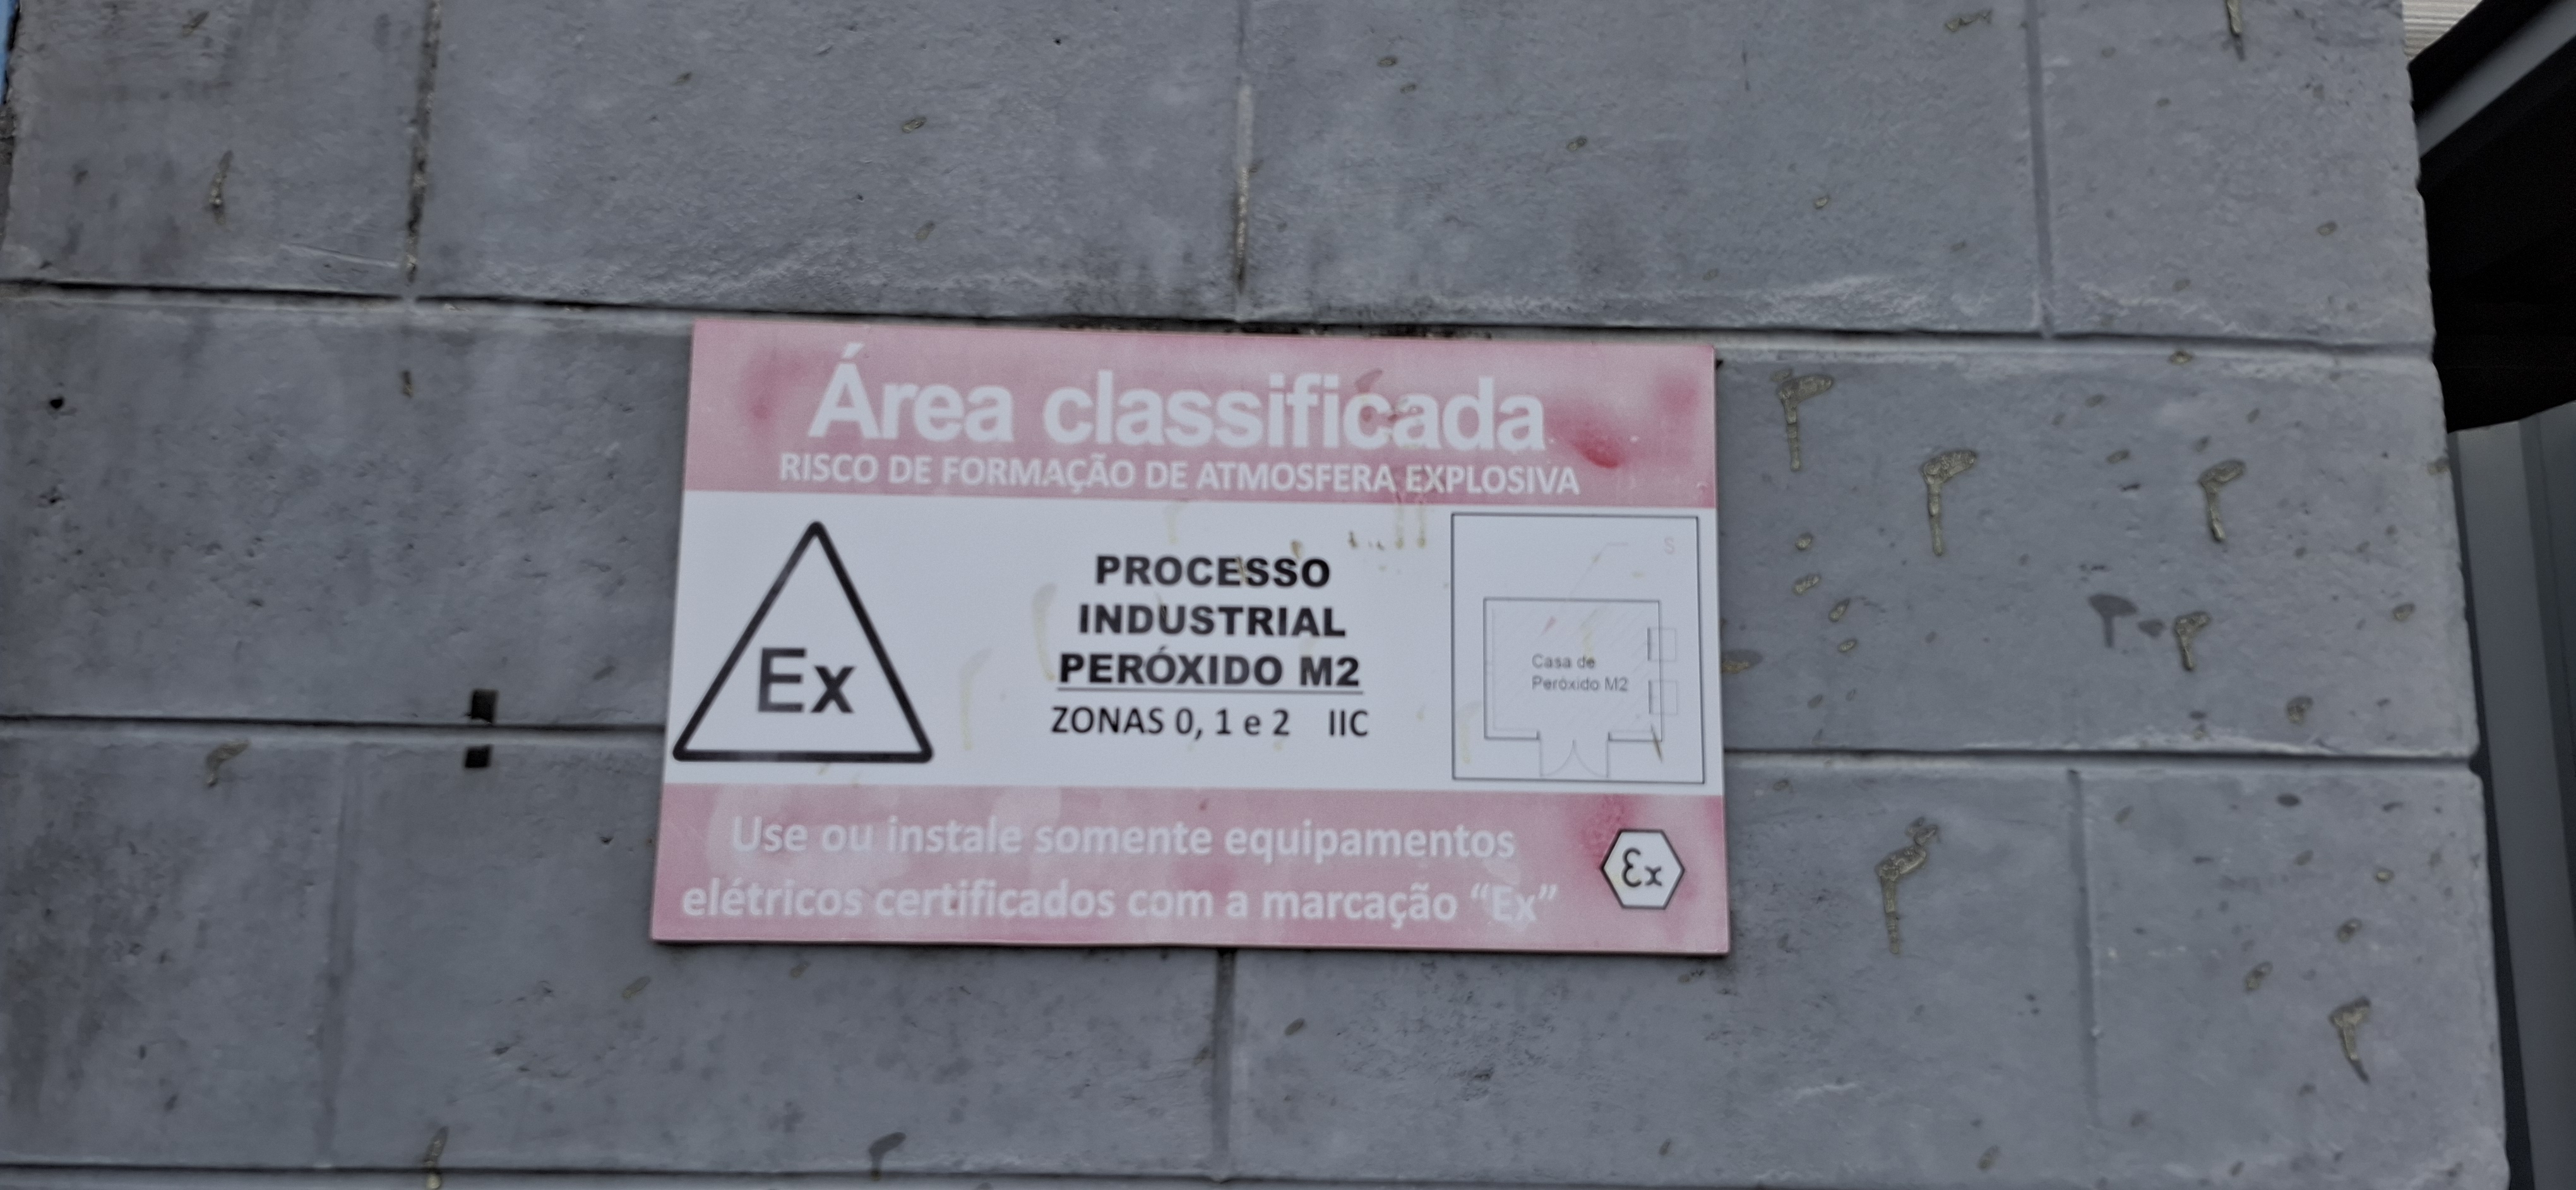 Área classificada
RISCO DE FORMAÇÃO DE ATMOSFERA EXPLOSIVA
Ex
PROCESSO
INDUSTRIAL
PERÓXIDO M2
ZONAS 0, 1 e 2 IIC
S
Casa de
Peróxido M2
Use ou instale somente equipamentos
elétricos certificados com a marcação “Ex”
Ex